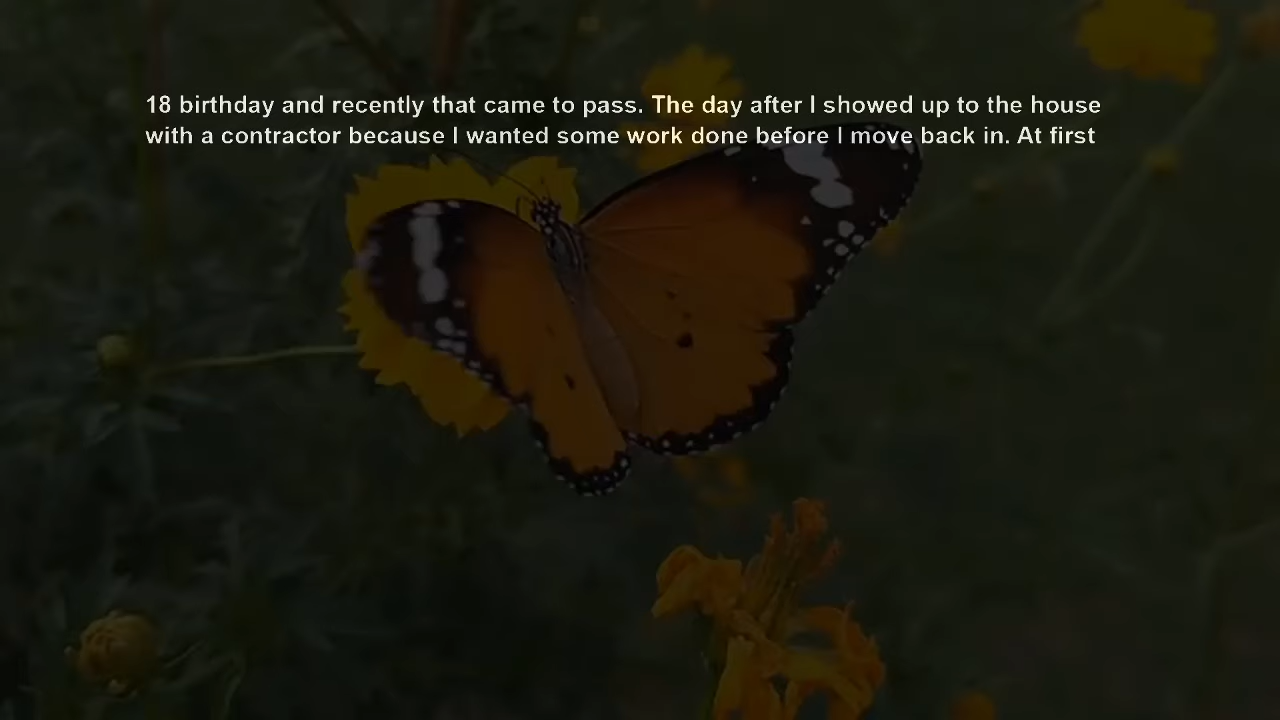 18 birthday and recently that came to pass. The day after I showed up to the house
with a contractor because I wanted some work done before I move back in. At first